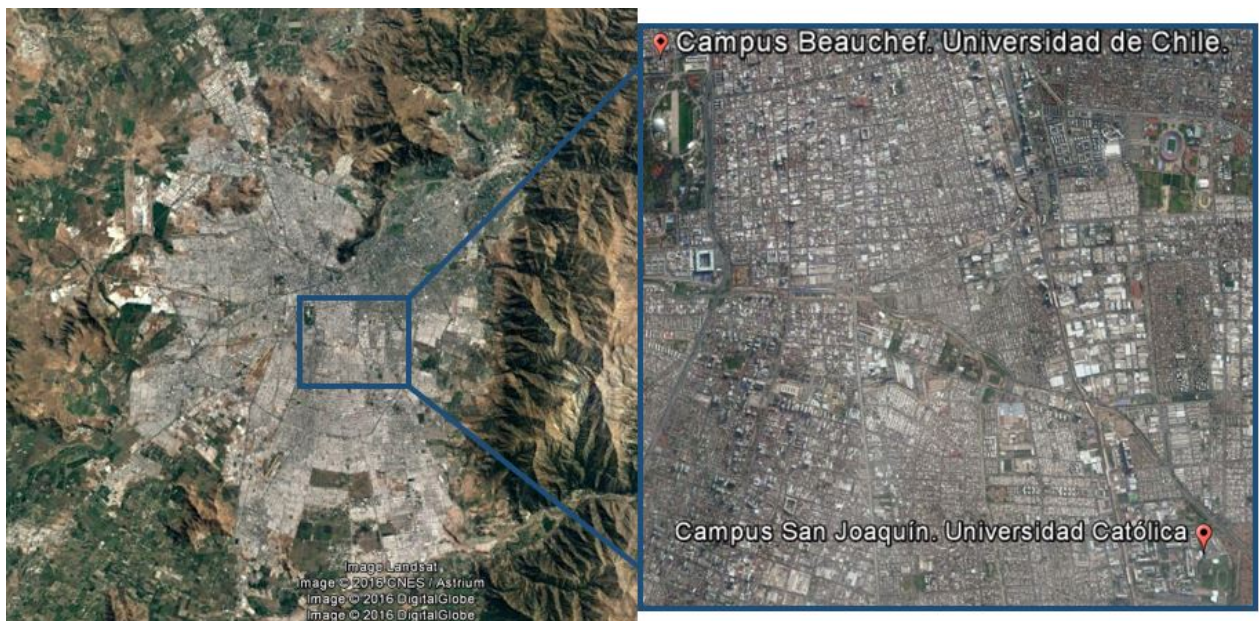 Campus Beauchef. Universidad de Chile.
Campus San Joaquín. Universidad Católica
Image Landsat
Image © 2016 CNES / Astrium
Image © 2016 DigitalGlobe
Image © 2016 DigitalGlobe